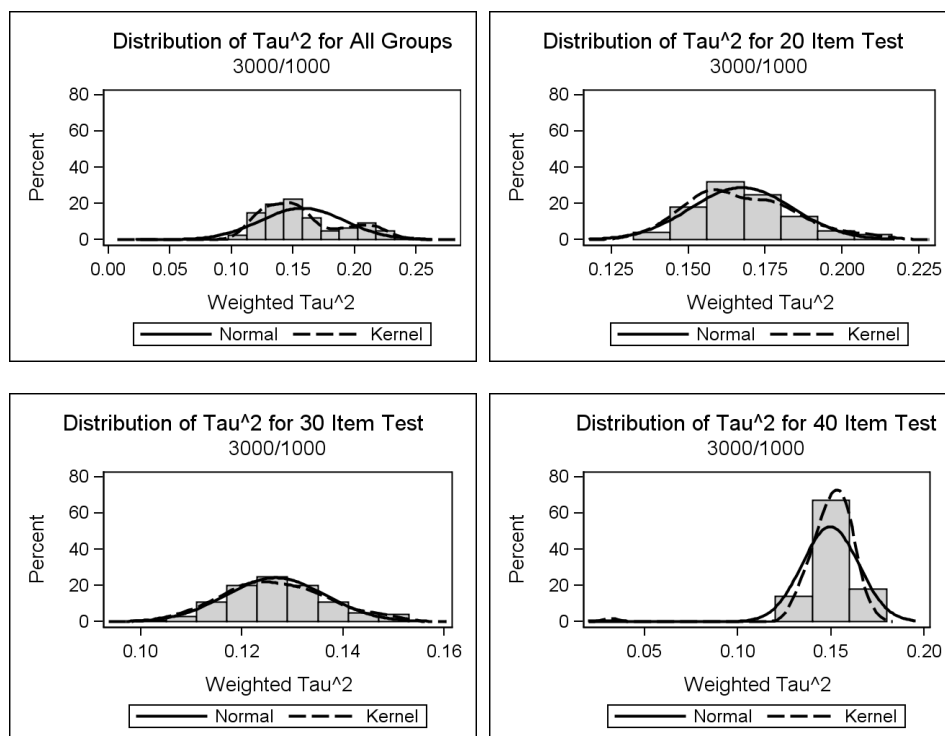 Distribution of Tau^2 for All Groups
3000/1000
80
60
40
20
0
Percent
0.00 0.05 0.10 0.15 0.20 0.25
Weighted Tau^2
Normal Kernel
Distribution of Tau^2 for 20 Item Test
3000/1000
80
60
40
20
0
Percent
0.125 0.150 0.175 0.200 0.225
Weighted Tau^2
Normal Kernel
Distribution of Tau^2 for 30 Item Test
3000/1000
80
60
40
20
0
Percent
0.10 0.12 0.14 0.16
Weighted Tau^2
Normal Kernel
Distribution of Tau^2 for 40 Item Test
3000/1000
80
60
40
20
0
Percent
0.05 0.10 0.15 0.20
Weighted Tau^2
Normal Kernel